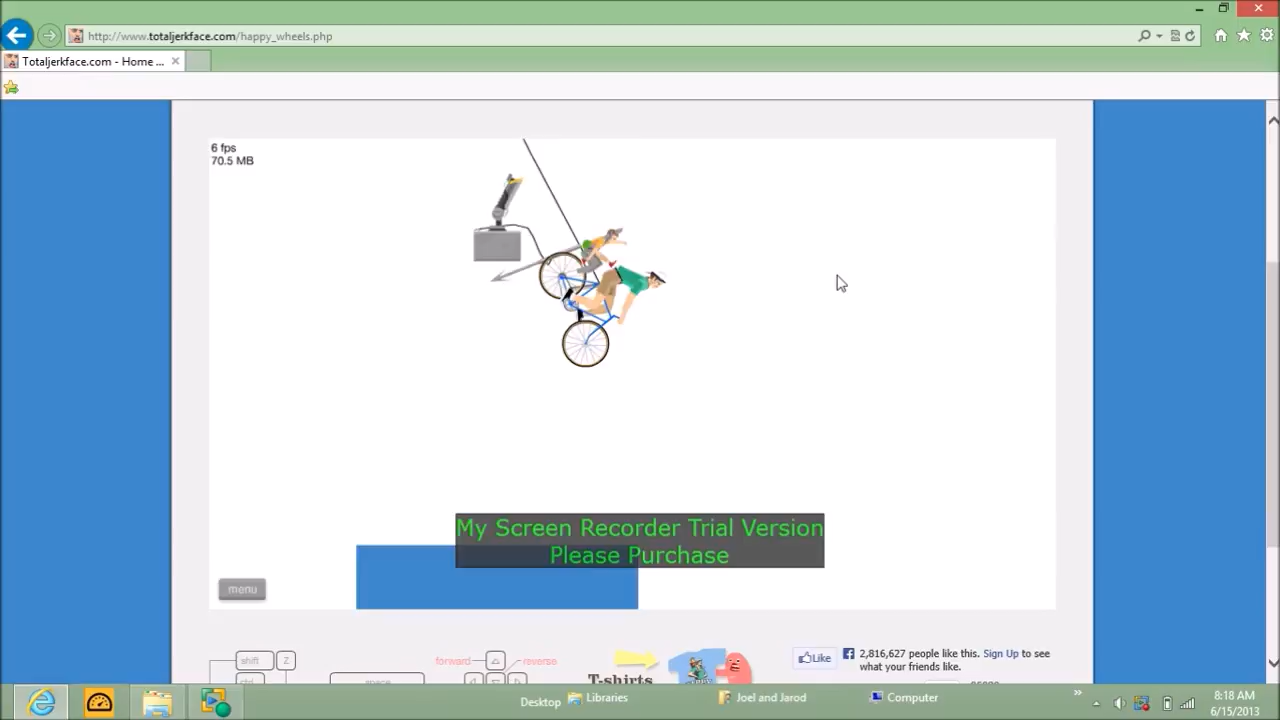 http://www.totaljerkface.com/happy_wheels.php
Totaljerkface.com - Home ...
6 fps
70.5 MB
My Screen Recorder Trial Version
Please Purchase
menu
shift
Z
forward
reverse
T-shirts
Like
2,816,627 people like this. Sign Up to see
what your friends like.
Desktop
Libraries
Joel and Jarod
Computer
8:18 AM
6/15/2013